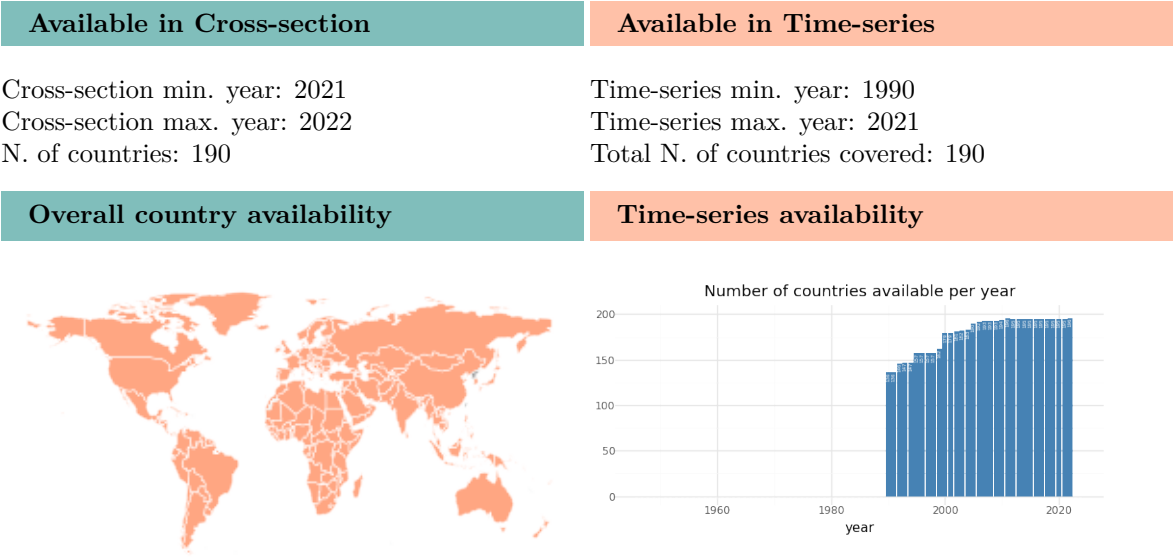 Available in Cross-section
Available in Time-series
Cross-section min. year: 2021
Cross-section max. year: 2022
N. of countries: 190
Time-series min. year: 1990
Time-series max. year: 2021
Total N. of countries covered: 190
Overall country availability
Time-series availability
Number of countries available per year
200
150
100
50
0
1960
1980
2000
2020
year